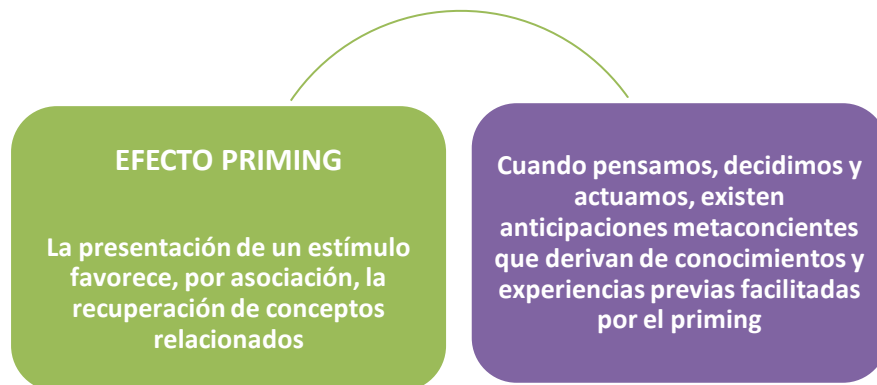 EFECTO PRIMING
La presentación de un estímulo
favorece, por asociación, la
recuperación de conceptos
relacionados
Cuando pensamos, decidimos y
actuamos, existen
anticipaciones metaconcientes
que derivan de conocimientos y
experiencias previas facilitadas
por el priming